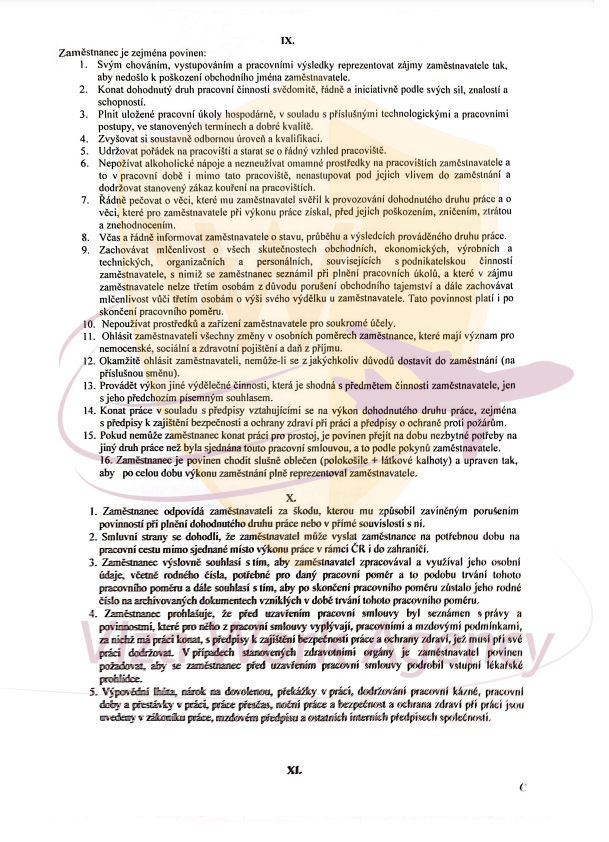 IX.
Zaměstnanec je zejména povinen:
1. Svým chováním, vystupováním a pracovními výsledky reprezentovat zájmy zaměstnavatele tak,
aby nedošlo k poškození obchodního jména zaměstnavatele.
2. Konat dohodnutý druh pracovní činnosti svědomitě, řádně a iniciativně podle svých sil, znalostí a
schopností.
3. Plnit uložené pracovní úkoly hospodárně, v souladu s příslušnými technologickými a pracovními
postupy, ve stanovených termínech a dobré kvalitě.
4. Zvyšovat si soustavně odbornou úroveň a kvalifikaci.
5. Udržovat pořádek na pracovišti a starat se o řádný vzhled pracoviště.
6. Nepožívat alkoholické nápoje a nezneužívat omamné prostředky na pracovištích zaměstnavatele a
to v pracovní době i mimo tato pracoviště, nenastupovat pod jejich vlivem do zaměstnání a
dodržovat stanovený zákaz kouření na pracovištích.
7. Řádně pečovat o věci, které mu zaměstnavatel svěřil k provozování dohodnutého druhu práce a o
věci, které pro zaměstnavatele při výkonu práce získal, před jejich poškozením, zničením, ztrátou
a znehodnocením.
8. Včas a řádně informovat zaměstnavatele o stavu, průběhu a výsledcích prováděného druhu práce.
9. Zachovávat mlčenlivost o všech skutečnostech obchodních, ekonomických, výrobních a
technických, organizačních a personálních, souvisejících s podnikatelskou činností
zaměstnavatele, s nimiž se zaměstnanec seznámil při plnění pracovních úkolů, a které v zájmu
zaměstnavatele nelze třetím osobám z důvodu porušení obchodního tajemství a dále zachovávat
mlčenlivost vůči třetím osobám o výši svého výdělku u zaměstnavatele. Tato povinnost platí i po
skončení pracovního poměru.
10. Nepoužívat prostředků a zařízení zaměstnavatele pro soukromé účely.
11. Ohlásit zaměstnavateli všechny změny v osobních poměrech zaměstnance, které mají význam pro
nemocenské, sociální a zdravotní pojištění a daň z příjmu.
12. Okamžitě ohlásit zaměstnavateli, nemůže-li se z jakýchkoliv důvodů dostavit do zaměstnání (na
příslušnou směnu).
13. Provádět výkon jiné výdělečné činnosti, která je shodná s předmětem činnosti zaměstnavatele, jen
s jeho předchozím písemným souhlasem.
14. Konat práce v souladu s předpisy vztahujícími se na výkon dohodnutého druhu práce, zejména
s předpisy k zajištění bezpečnosti a ochrany zdraví při práci a předpisy o ochraně proti požárům.
15. Pokud nemůže zaměstnanec konat práci pro prostoj, je povinen přejít na dobu nezbytné potřeby na
jiný druh práce než byla sjednána touto pracovní smlouvou, a to podle pokynů zaměstnavatele.
16. Zaměstnanec je povinen chodit slušně oblečen (polokošile + látkové kalhoty) a upraven tak,
aby po celou dobu výkonu zaměstnání plně reprezentoval zaměstnavatele.
X.
1. Zaměstnanec odpovídá zaměstnavateli za škodu, kterou mu způsobil zaviněným porušením
povinností při plnění dohodnutého druhu práce nebo v přímé souvislosti s ní.
2. Smluvní strany se dohodli, že zaměstnavatel může vyslat zaměstnance na potřebnou dobu na
pracovní cestu mimo sjednané místo výkonu práce v rámci ČR i do zahraničí.
3. Zaměstnanec výslovně souhlasí s tím, aby zaměstnavatel zpracovával a využíval jeho osobní
údaje, včetně rodného čísla, potřebné pro daný pracovní poměr a to podobu trvání tohoto
pracovního poměru a dále souhlasí s tím, aby po skončení pracovního poměru zůstalo jeho rodné
číslo na archivovaných dokumentech vzniklých v době trvání tohoto pracovního poměru.
4. Zaměstnanec prohlašuje, že před uzavřením pracovní smlouvy byl seznámen s právy a
povinnostmi, které pro něho z pracovní smlouvy vyplývají, pracovními a mzdovými podmínkami,
za nichž má práci konat, s předpisy k zajištění bezpečnosti práce a ochrany zdraví, jež musí při své
práci dodržovat. V případech stanovených zdravotními orgány je zaměstnavatel povinen
požadovat, aby se zaměstnanec před uzavřením pracovní smlouvy podrobil vstupní lékařské
prohlídce.
5. Výpovědní lhůta, nárok na dovolenou, překážky v práci, dodržování pracovní kázně, pracovní
doby a přestávky v práci, práce přesčas, noční práce a bezpečnost a ochrana zdraví při práci jsou
uvedeny v zákoníku práce, mzdovém předpisu a ostatních interních předpisech společnosti.
XI.
C